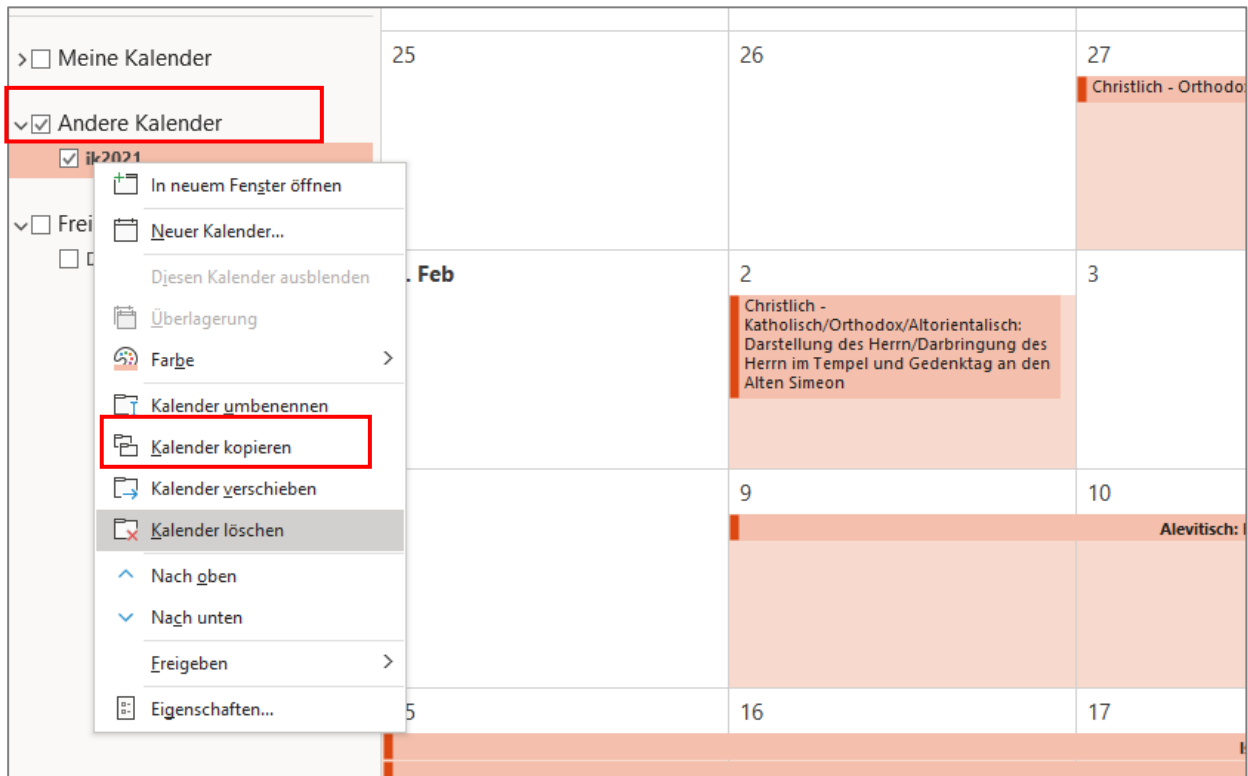 Meine Kalender
Andere Kalender
ik2021
Frei
In neuem Fenster öffnen
Neuer Kalender...
Diesen Kalender ausblenden
Überlagerung
Farbe
Kalender umbenennen
Kalender kopieren
Kalender verschieben
Kalender löschen
Nach oben
Nach unten
Freigeben
Eigenschaften...
25
26
27
Christlich - Orthodo
. Feb
2
3
Christlich -
Katholisch/Orthodox/Altorientalisch:
Darstellung des Herrn/Darbringung des
Herrn im Tempel und Gedenktag an den
Alten Simeon
9
10
Alevitisch:
5
16
17